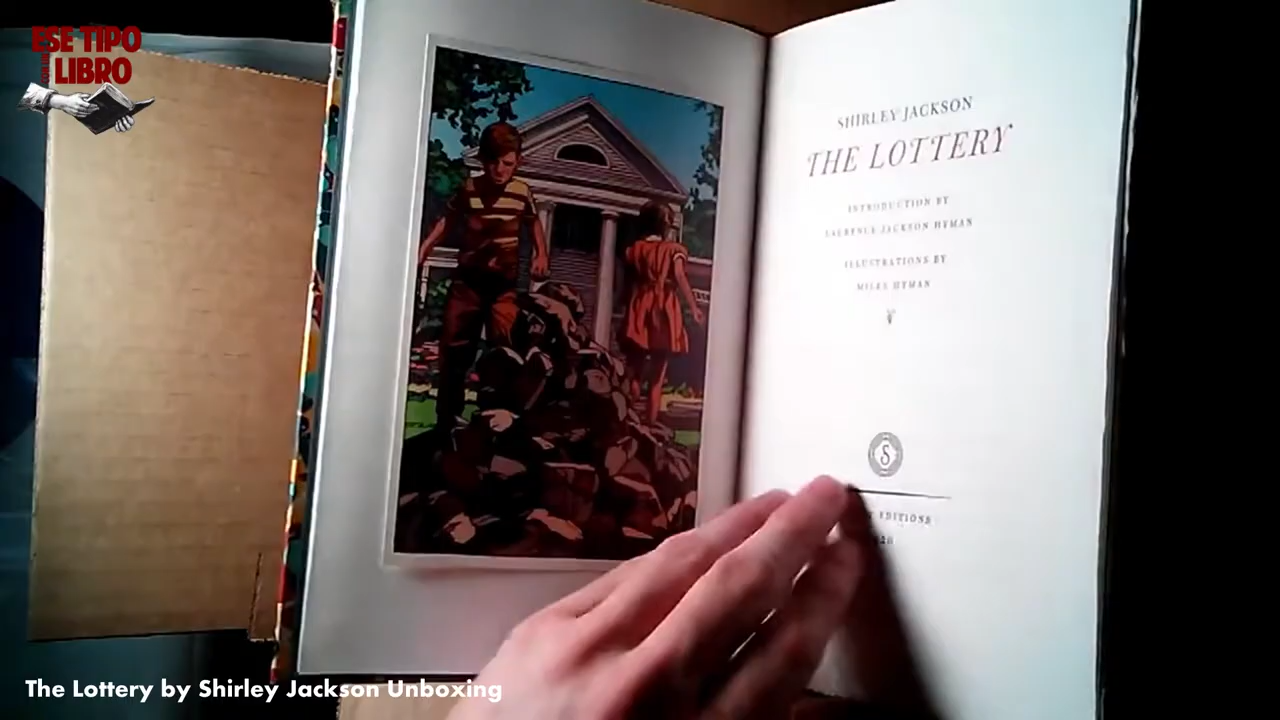 ESE TIPO
LIBRO
SHIRLEY JACKSON
THE LOTTERY
INTRODUCTION BY
LAURENCE JACKSON HYMAN
ILLUSTRATIONS BY
MILES HYMAN
S
EDITIONS
The Lottery by Shirley Jackson Unboxing